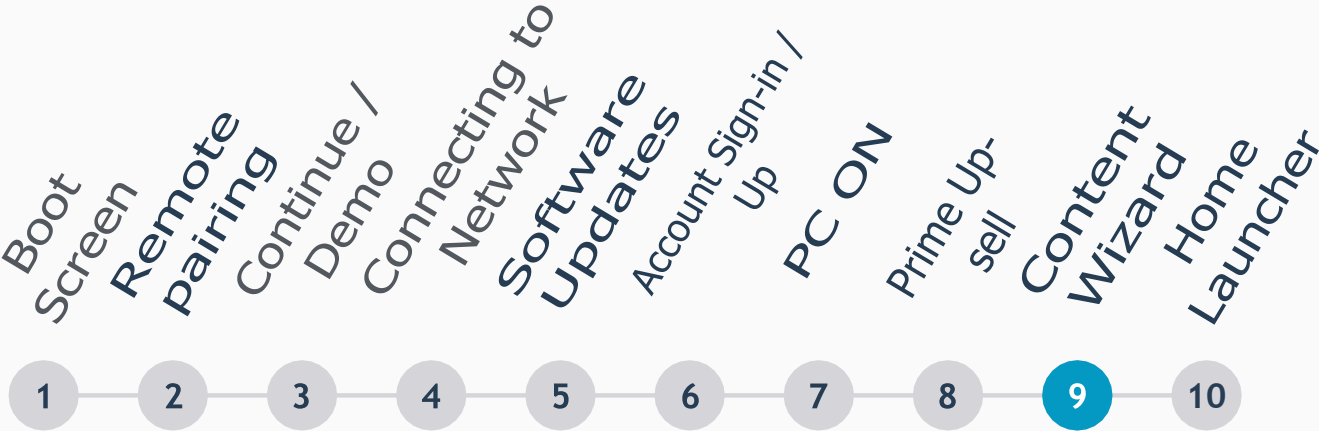 Boot
Screen
Remote
pairing
Continue /
Demo
Connecting to
Network
Software
Updates
Account Sign-in /
Up
PC ON
Prime Up-
sell
Content
Wizard
Home
Launcher
1
2
3
4
5
6
7
8
9
10